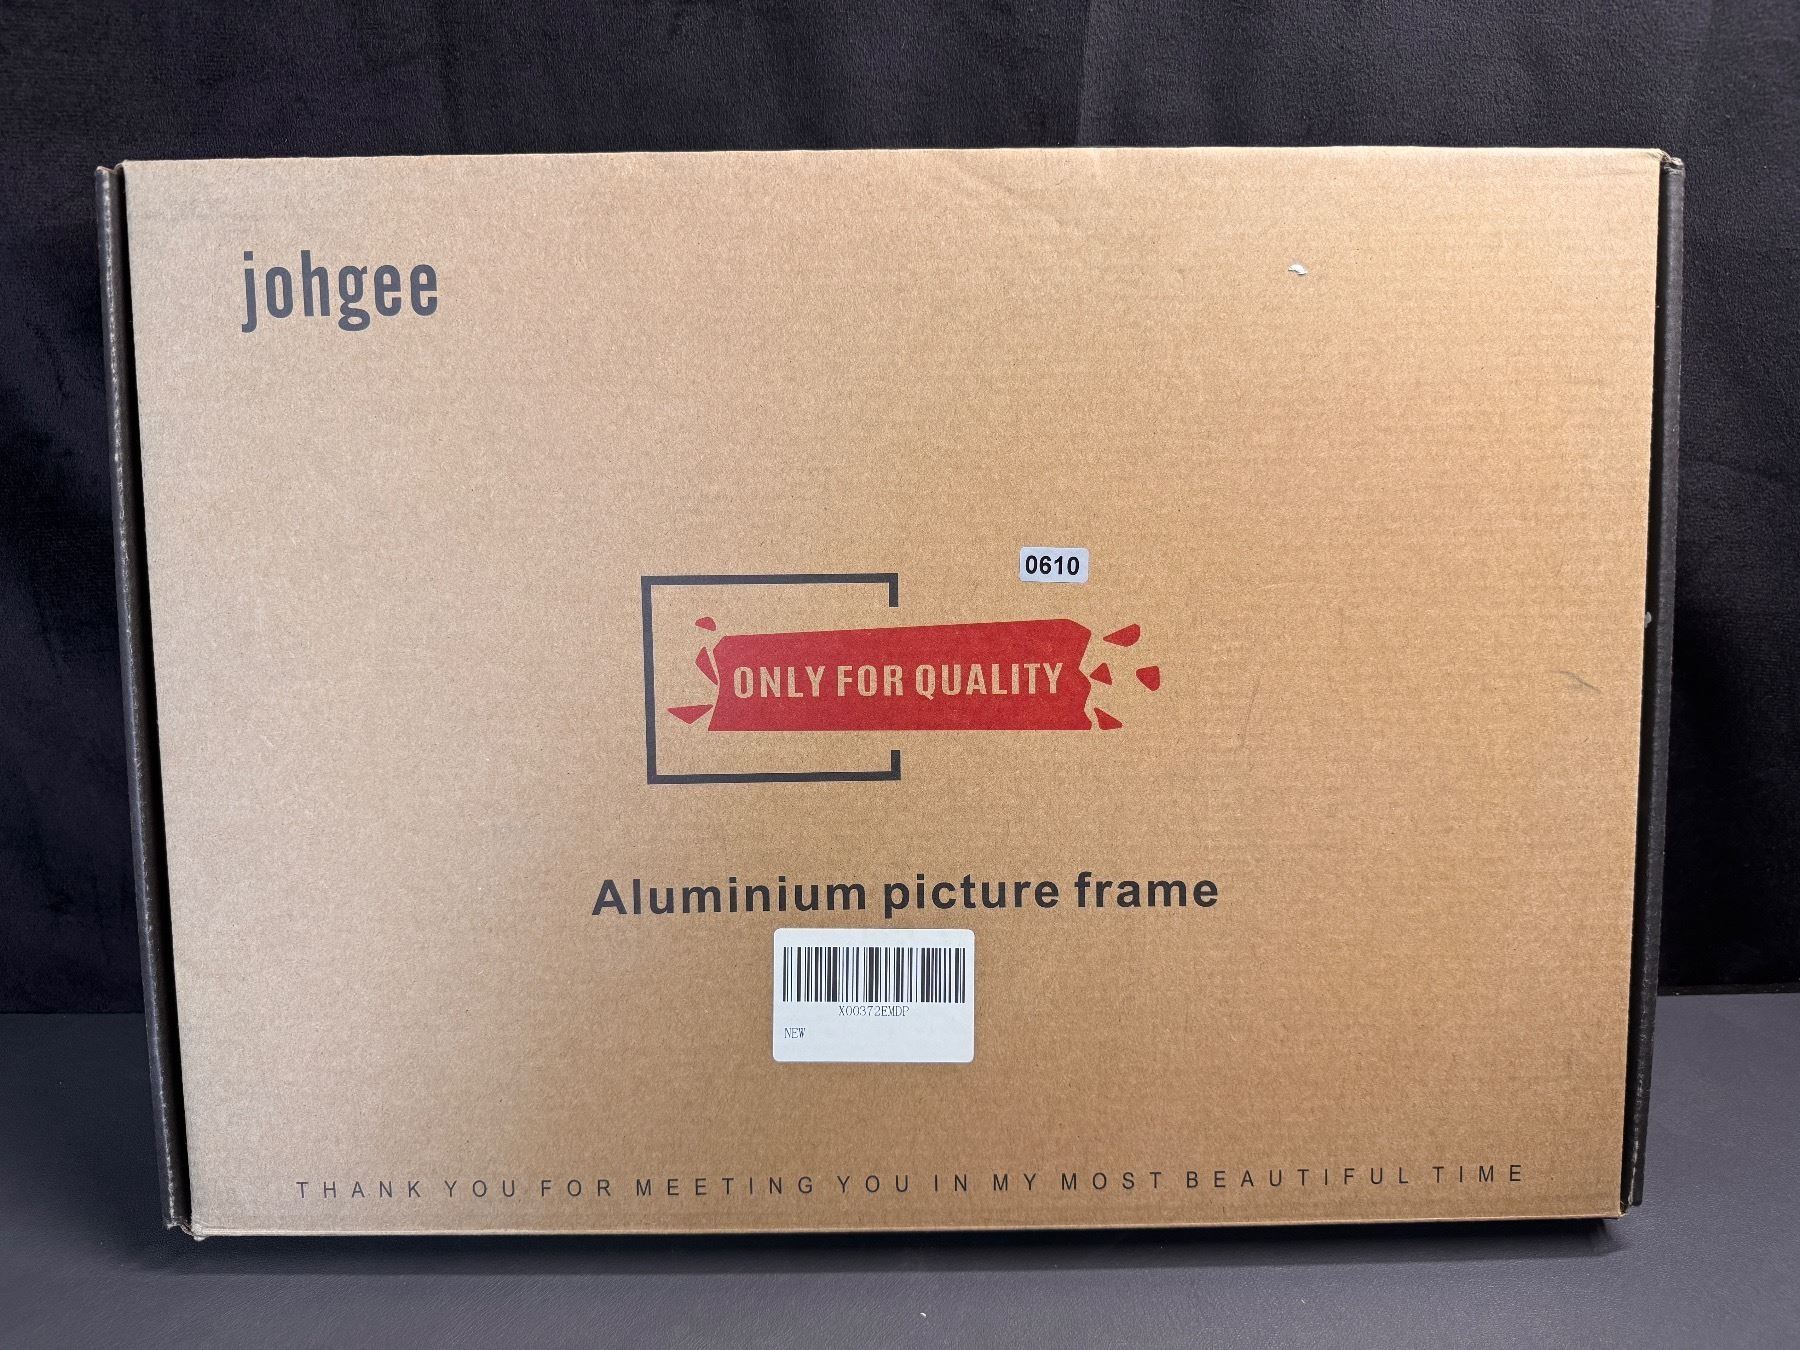 johgee
0610
ONLY FOR QUALITY
Aluminium picture frame
X00372EMDP
NEW
THANK YOU FOR MEETING YOU IN MY MOST BEAUTIFUL TIME